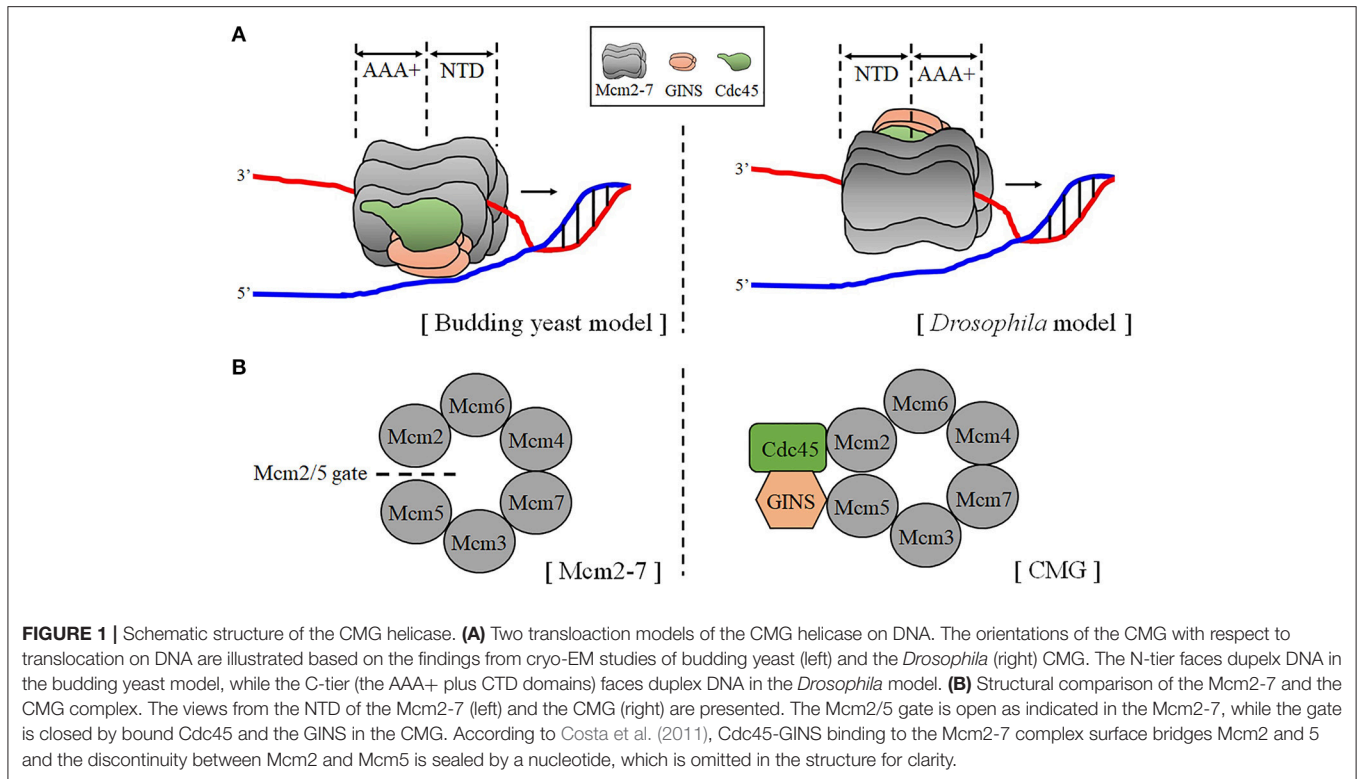 A
AAA+ NTD
Mcm2-7 GINS Cdc45
NTD AAA+
3’
5’
[ Budding yeast model ]
3’
5’
[ Drosophila model ]
B
Mcm6
Mcm2
Mcm4
Mcm2/5 gate
Mcm5
Mcm7
Mcm3
[ Mcm2-7 ]
Mcm6
Cdc45
Mcm2
Mcm4
GINS
Mcm5
Mcm7
Mcm3
[ CMG ]
FIGURE 1 | Schematic structure of the CMG helicase. (A) Two transloaction models of the CMG helicase on DNA. The orientations of the CMG with respect to
translocation on DNA are illustrated based on the findings from cryo-EM studies of budding yeast (left) and the Drosophila (right) CMG. The N-tier faces dupelx DNA in
the budding yeast model, while the C-tier (the AAA+ plus CTD domains) faces duplex DNA in the Drosophila model. (B) Structural comparison of the Mcm2-7 and the
CMG complex. The views from the NTD of the Mcm2-7 (left) and the CMG (right) are presented. The Mcm2/5 gate is open as indicated in the Mcm2-7, while the gate
is closed by bound Cdc45 and the GINS in the CMG. According to Costa et al. (2011), Cdc45-GINS binding to the Mcm2-7 complex surface bridges Mcm2 and 5
and the discontinuity between Mcm2 and Mcm5 is sealed by a nucleotide, which is omitted in the structure for clarity.